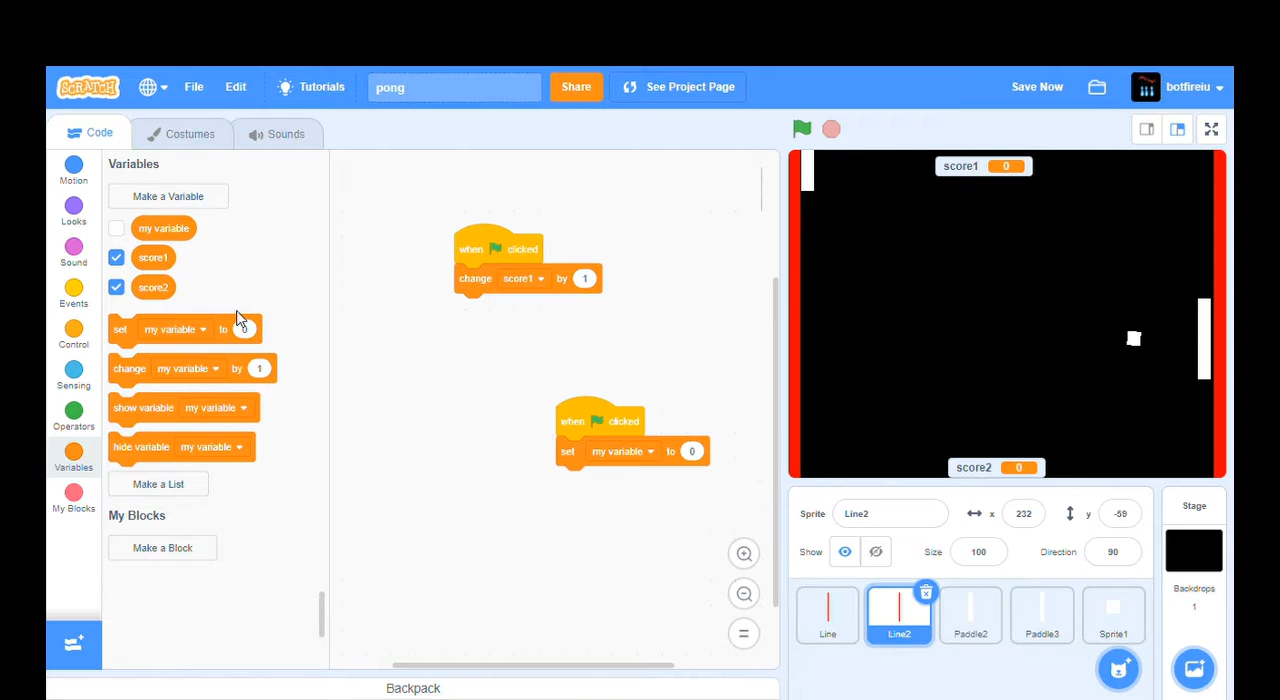 SCRATCH File Edit Tutorials pong Share See Project Page Save Now botfireiu
Code Costumes Sounds
Motion
Looks
Sound
Events
Control
Sensing
Operators
Variables
My Blocks
Variables
Make a Variable
my variable
score1
score2
set my variable to 0
change my variable by 1
show variable my variable
hide variable my variable
Make a List
My Blocks
Make a Block
when clicked
change score1 by 1
when clicked
set my variable to 0
score1 0
score2 0
Sprite Line2 x 232 y -59
Show Size 100 Direction 90
Line Line2 Paddle2 Paddle3 Sprite1
Stage
Backdrops
1
Backpack